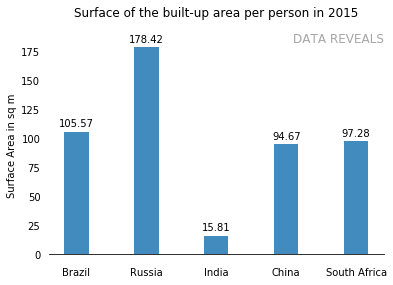 Surface of the built-up area per person in 2015
DATA REVEALS
Surface Area in sq m
175
150
125
100
75
50
25
0
105.57
178.42
15.81
94.67
97.28
Brazil
Russia
India
China
South Africa